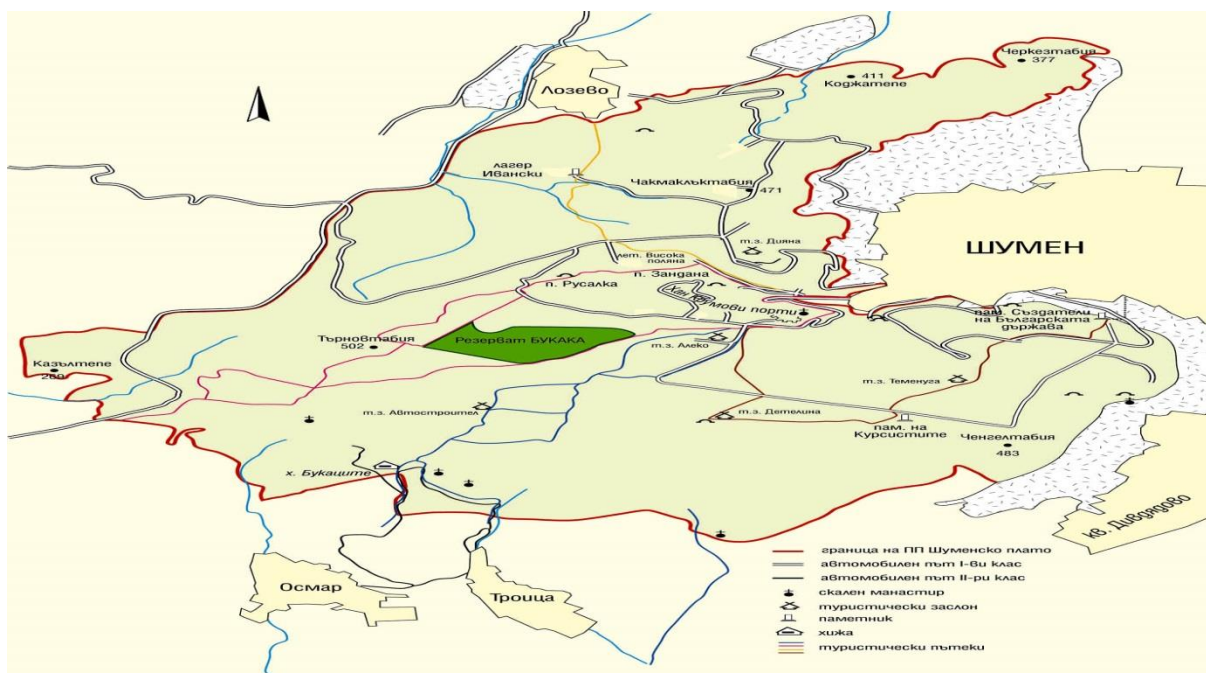 Черкезтабия
377
411
Коджатепе
Лозево
лагер
Ивански
Чакмаклъктабия
471
ШУМЕН
т.з. Дияна
лет. Висока
поляна
п. Зандана
п. Русалка
Хан Крумови порти
пам. Създатели
на Българската
държава
Резерват БУКАКА
т.з. Алеко
Търновтабия
502
Казълтепе
269
т.з. Теменуга
т.з. Автостроител
т.з. Детелина
пам. на
Курсистите
Ченгелтабия
483
х. Букаците
кв. Дивдядово
Осмар
Троица
граница на ПП Шуменско плато
автомобилен път I-ви клас
автомобилен път II-ри клас
скален манастир
туристически заслон
паметник
хижа
туристически пътеки